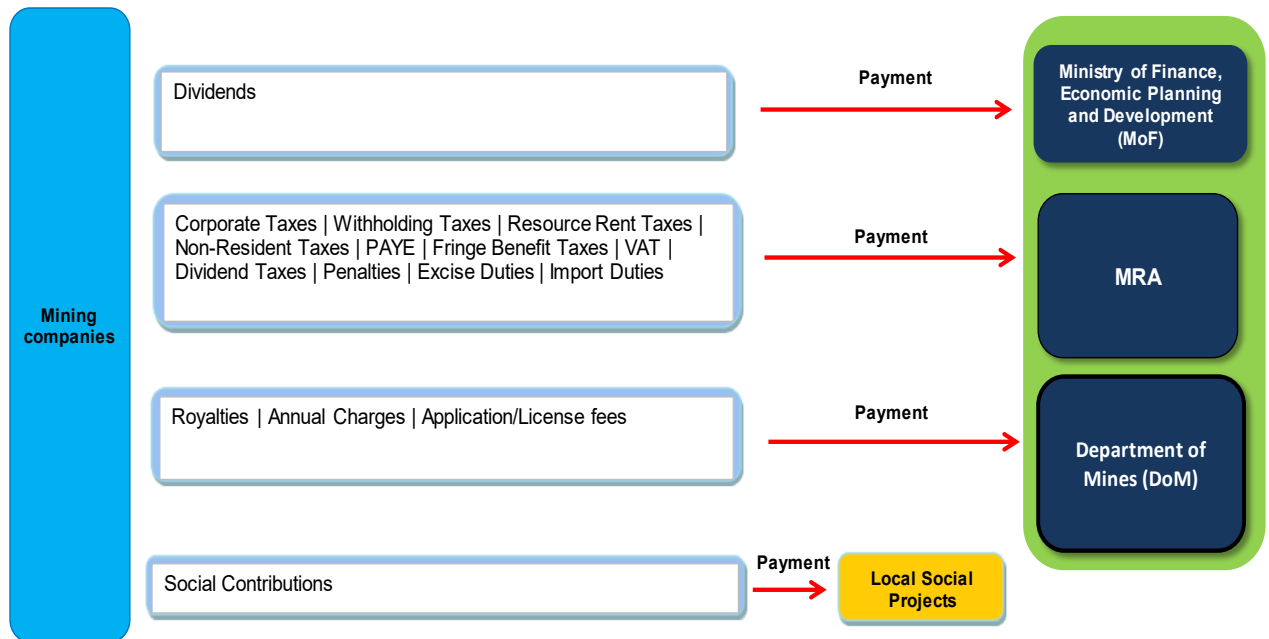 Mining
companies
Dividends
Payment
Ministry of Finance,
Economic Planning
and Development
(MoF)
Corporate Taxes | Withholding Taxes | Resource Rent Taxes |
Non-Resident Taxes | PAYE | Fringe Benefit Taxes | VAT |
Dividend Taxes | Penalties | Excise Duties | Import Duties
Payment
MRA
Royalties | Annual Charges | Application/License fees
Payment
Department of
Mines (DoM)
Social Contributions
Payment
Local Social
Projects